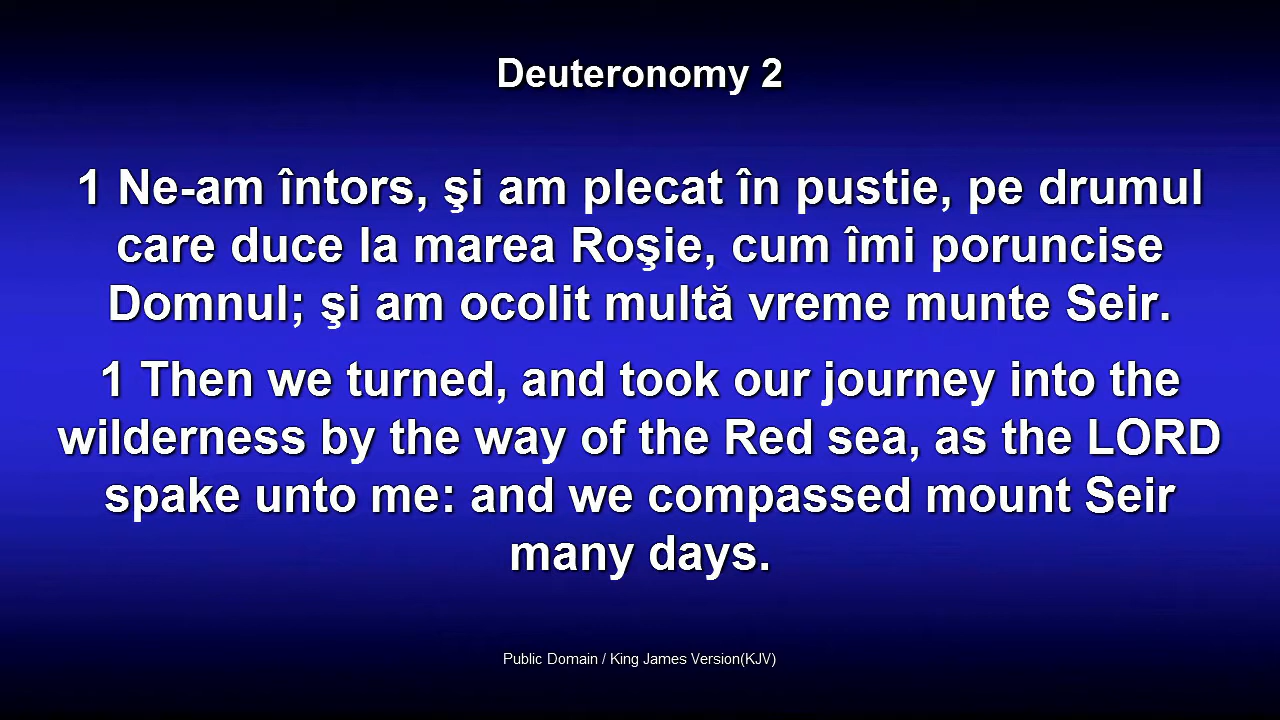 Deuteronomy 2
1 Ne-am întors, şi am plecat în pustie, pe drumul
care duce la marea Roşie, cum îmi poruncise
Domnul; şi am ocolit multă vreme munte Seir.
1 Then we turned, and took our journey into the
wilderness by the way of the Red sea, as the LORD
spake unto me: and we compassed mount Seir
many days.
Public Domain / King James Version(KJV)